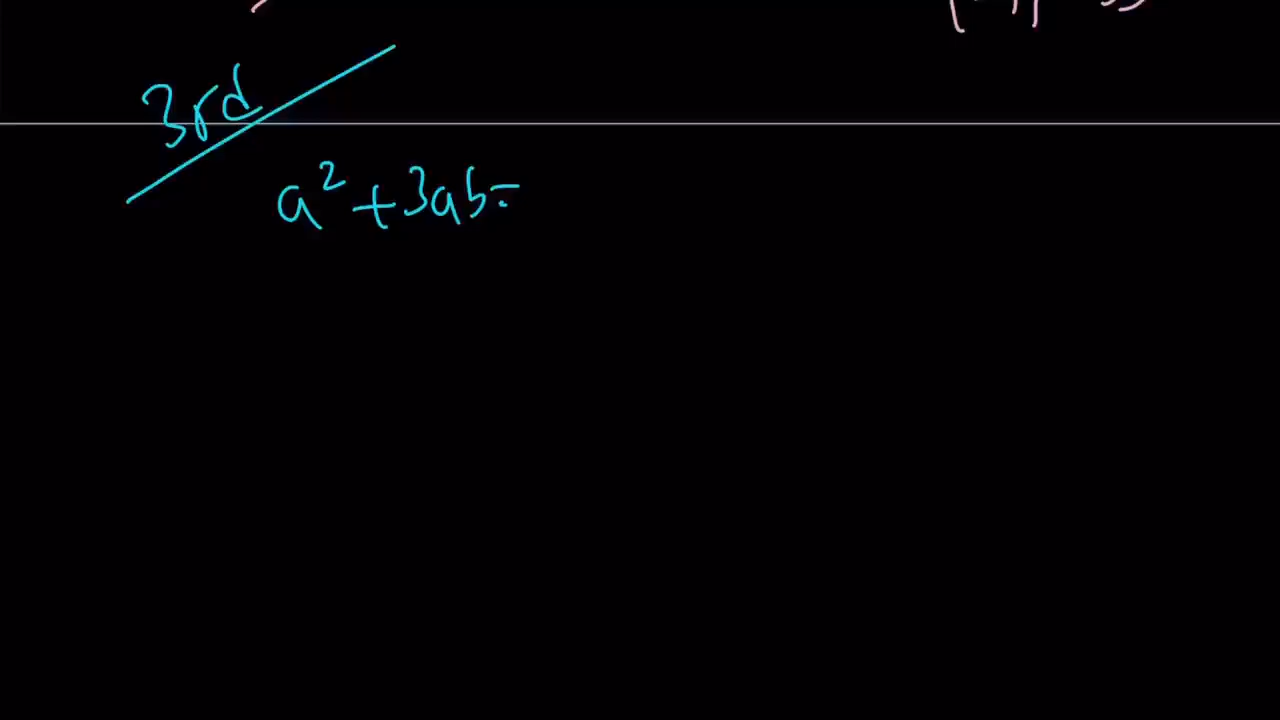 3rd
a² + 3ab =